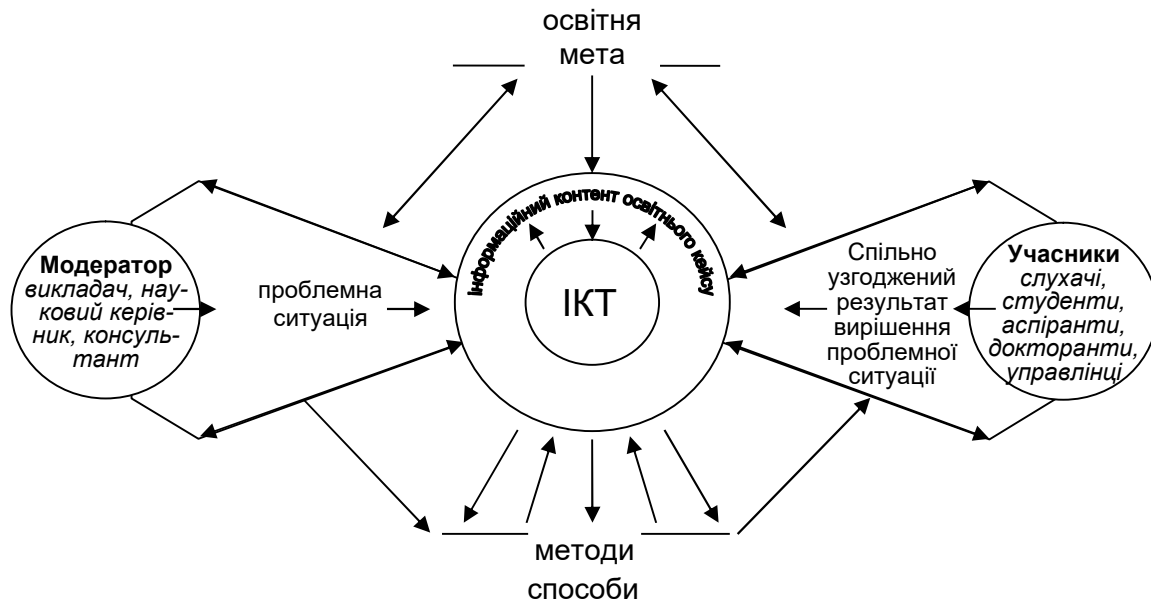 освітня
мета
Інформаційний контент освітнього кейсу
Модератор
викладач, нау-
ковий керів-
ник, консуль-
тант
проблемна
ситуація
ІКТ
Спільно
узгоджений
результат
вирішення
проблемної
ситуації
Учасники
слухачі,
студенти,
аспіранти,
докторанти,
управлінці
методи
способи